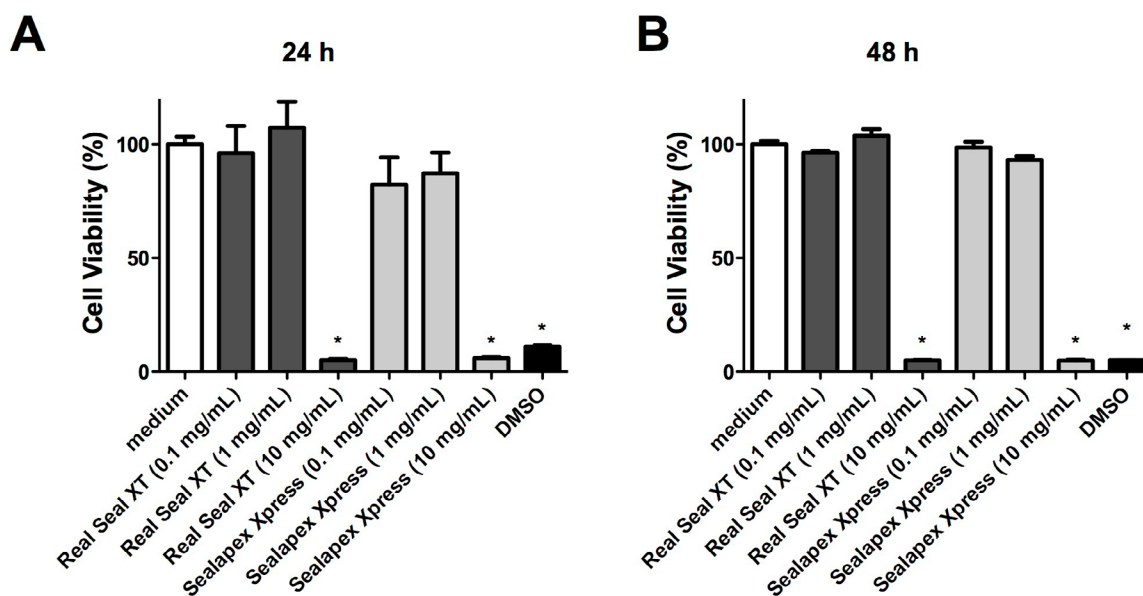 A
24 h
Cell Viability (%)
100
50
0
*
*
*
medium
Real Seal XT (0.1 mg/mL)
Real Seal XT (1 mg/mL)
Real Seal XT (10 mg/mL)
Sealapex Xpress (0.1 mg/mL)
Sealapex Xpress (1 mg/mL)
Sealapex Xpress (10 mg/mL)
DMSO
B
48 h
Cell Viability (%)
100
50
0
*
*
*
medium
Real Seal XT (0.1 mg/mL)
Real Seal XT (1 mg/mL)
Real Seal XT (10 mg/mL)
Sealapex Xpress (0.1 mg/mL)
Sealapex Xpress (1 mg/mL)
Sealapex Xpress (10 mg/mL)
DMSO